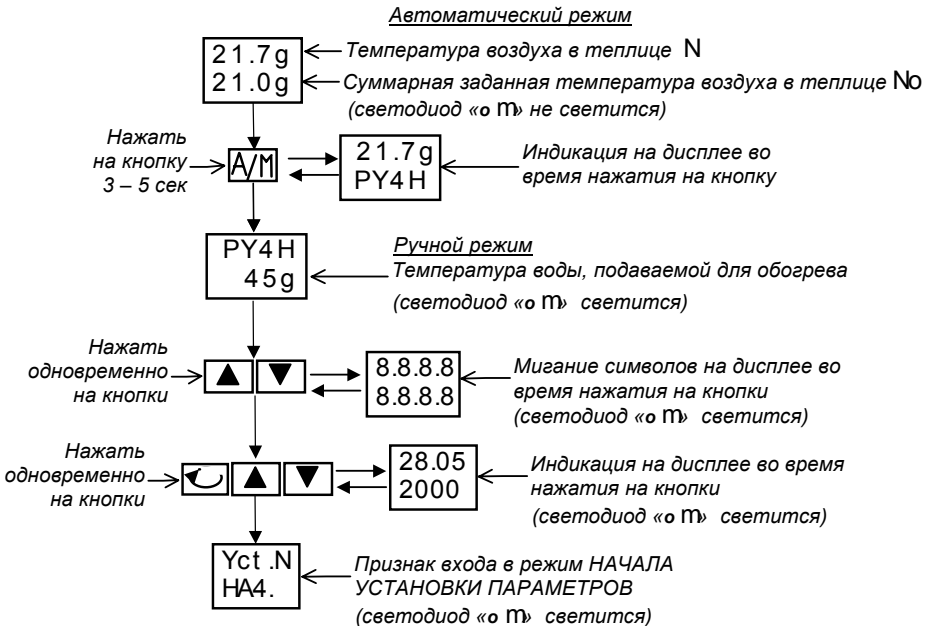 Автоматический режим
21.7g
21.0g
Температура воздуха в теплице N
Суммарная заданная температура воздуха в теплице No
(светодиод «о m» не светится)
Нажать
на кнопку
3 – 5 сек
A/M
21.7g
PY4H
Индикация на дисплее во
время нажатия на кнопку
PY4H
45g
Ручной режим
Температура воды, подаваемой для обогрева
(светодиод «о m» светится)
Нажать
одновременно
на кнопки
▲ ▼
8.8.8.8
8.8.8.8
Мигание символов на дисплее во
время нажатия на кнопки
(светодиод «о m» светится)
Нажать
одновременно
на кнопки
▲ ▼
28.05
2000
Индикация на дисплее во время
нажатия на кнопки
(светодиод «о m» светится)
Yct .N
HA4.
Признак входа в режим НАЧАЛА
УСТАНОВКИ ПАРАМЕТРОВ
(светодиод «о m» светится)